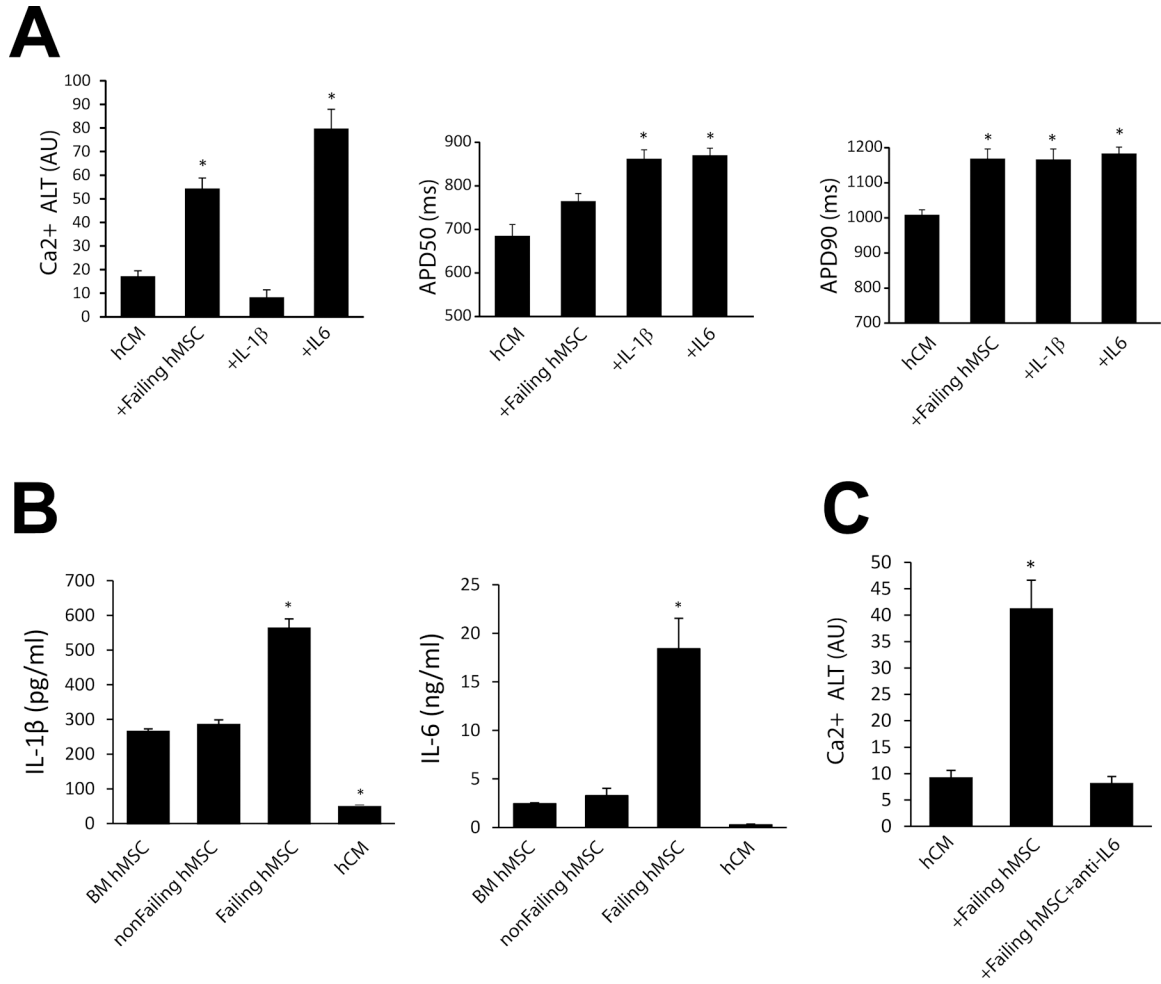 A
Ca2+ ALT (AU)
100
90
80
70
60
50
40
30
20
10
0
*
*
hCM
+Failing hMSC
+IL-1β
+IL6
APD50 (ms)
900
800
700
600
500
*
*
hCM
+Failing hMSC
+IL-1β
+IL6
APD90 (ms)
1200
1100
1000
900
800
700
*
*
*
hCM
+Failing hMSC
+IL-1β
+IL6
B
IL-1β (pg/ml)
700
600
500
400
300
200
100
0
*
*
BM hMSC
nonFailing hMSC
Failing hMSC
hCM
IL-6 (ng/ml)
25
20
15
10
5
0
*
BM hMSC
nonFailing hMSC
Failing hMSC
hCM
C
Ca2+ ALT (AU)
50
45
40
35
30
25
20
15
10
5
0
*
hCM
+Failing hMSC
+Failing hMSC+anti-IL6